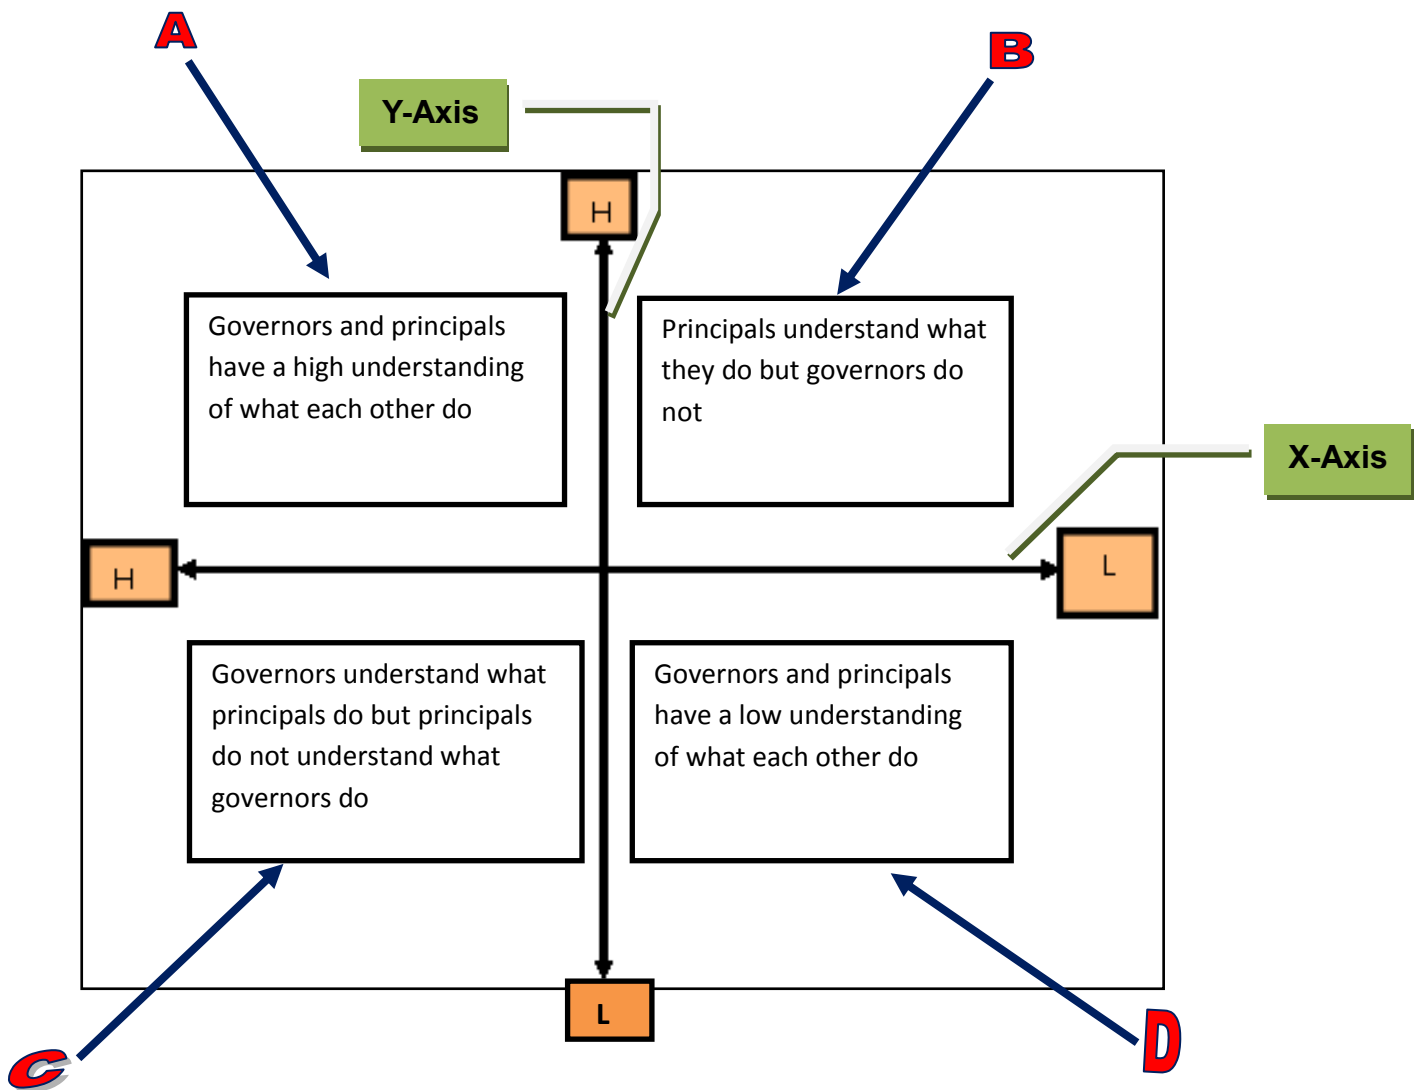 A
B
Y-Axis
H
Governors and principals
have a high understanding
of what each other do
Principals understand what
they do but governors do
not
X-Axis
H
L
Governors understand what
principals do but principals
do not understand what
governors do
Governors and principals
have a low understanding
of what each other do
L
C
D